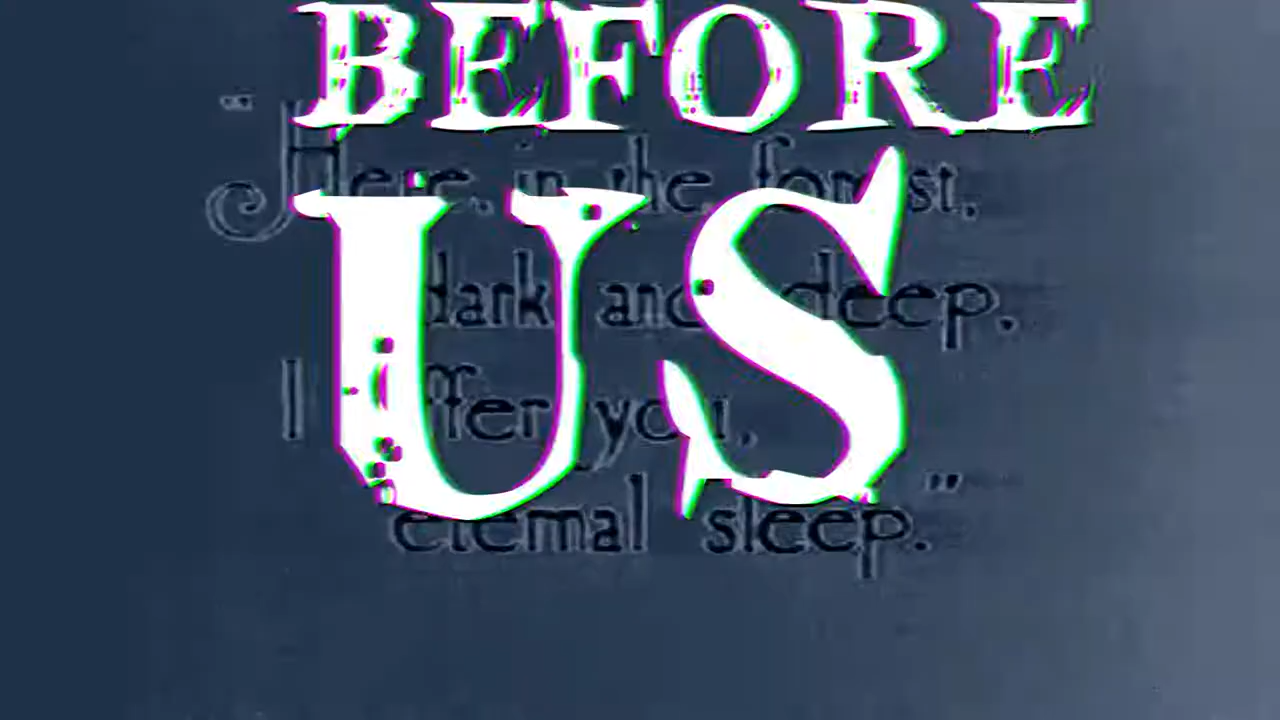 BEFORE
"Here, in the forest,
US
dark and deep,
I offer you,
eternal sleep."